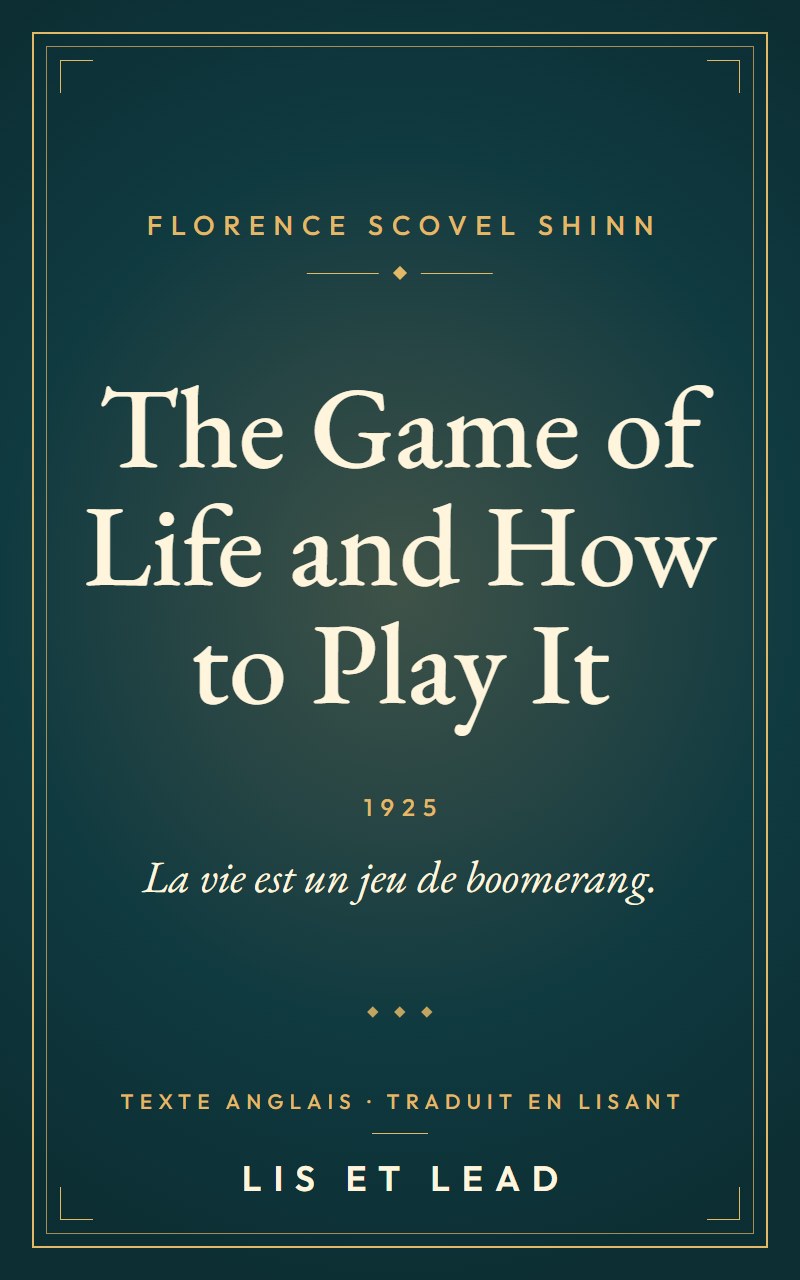 FLORENCE SCOVEL SHINN
The Game of
Life and How
to Play It
1925
La vie est un jeu de boomerang.
TEXTE ANGLAIS · TRADUIT EN LISANT
LIS ET LEAD